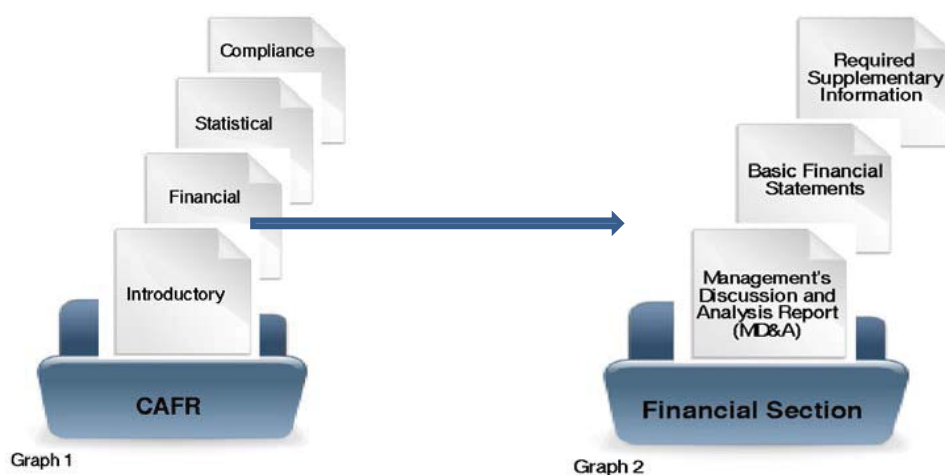 Compliance
Statistical
Financial
Introductory
CAFR
Graph 1
Required
Supplementary
Information
Basic Financial
Statements
Management's
Discussion and
Analysis Report
(MD&A)
Financial Section
Graph 2